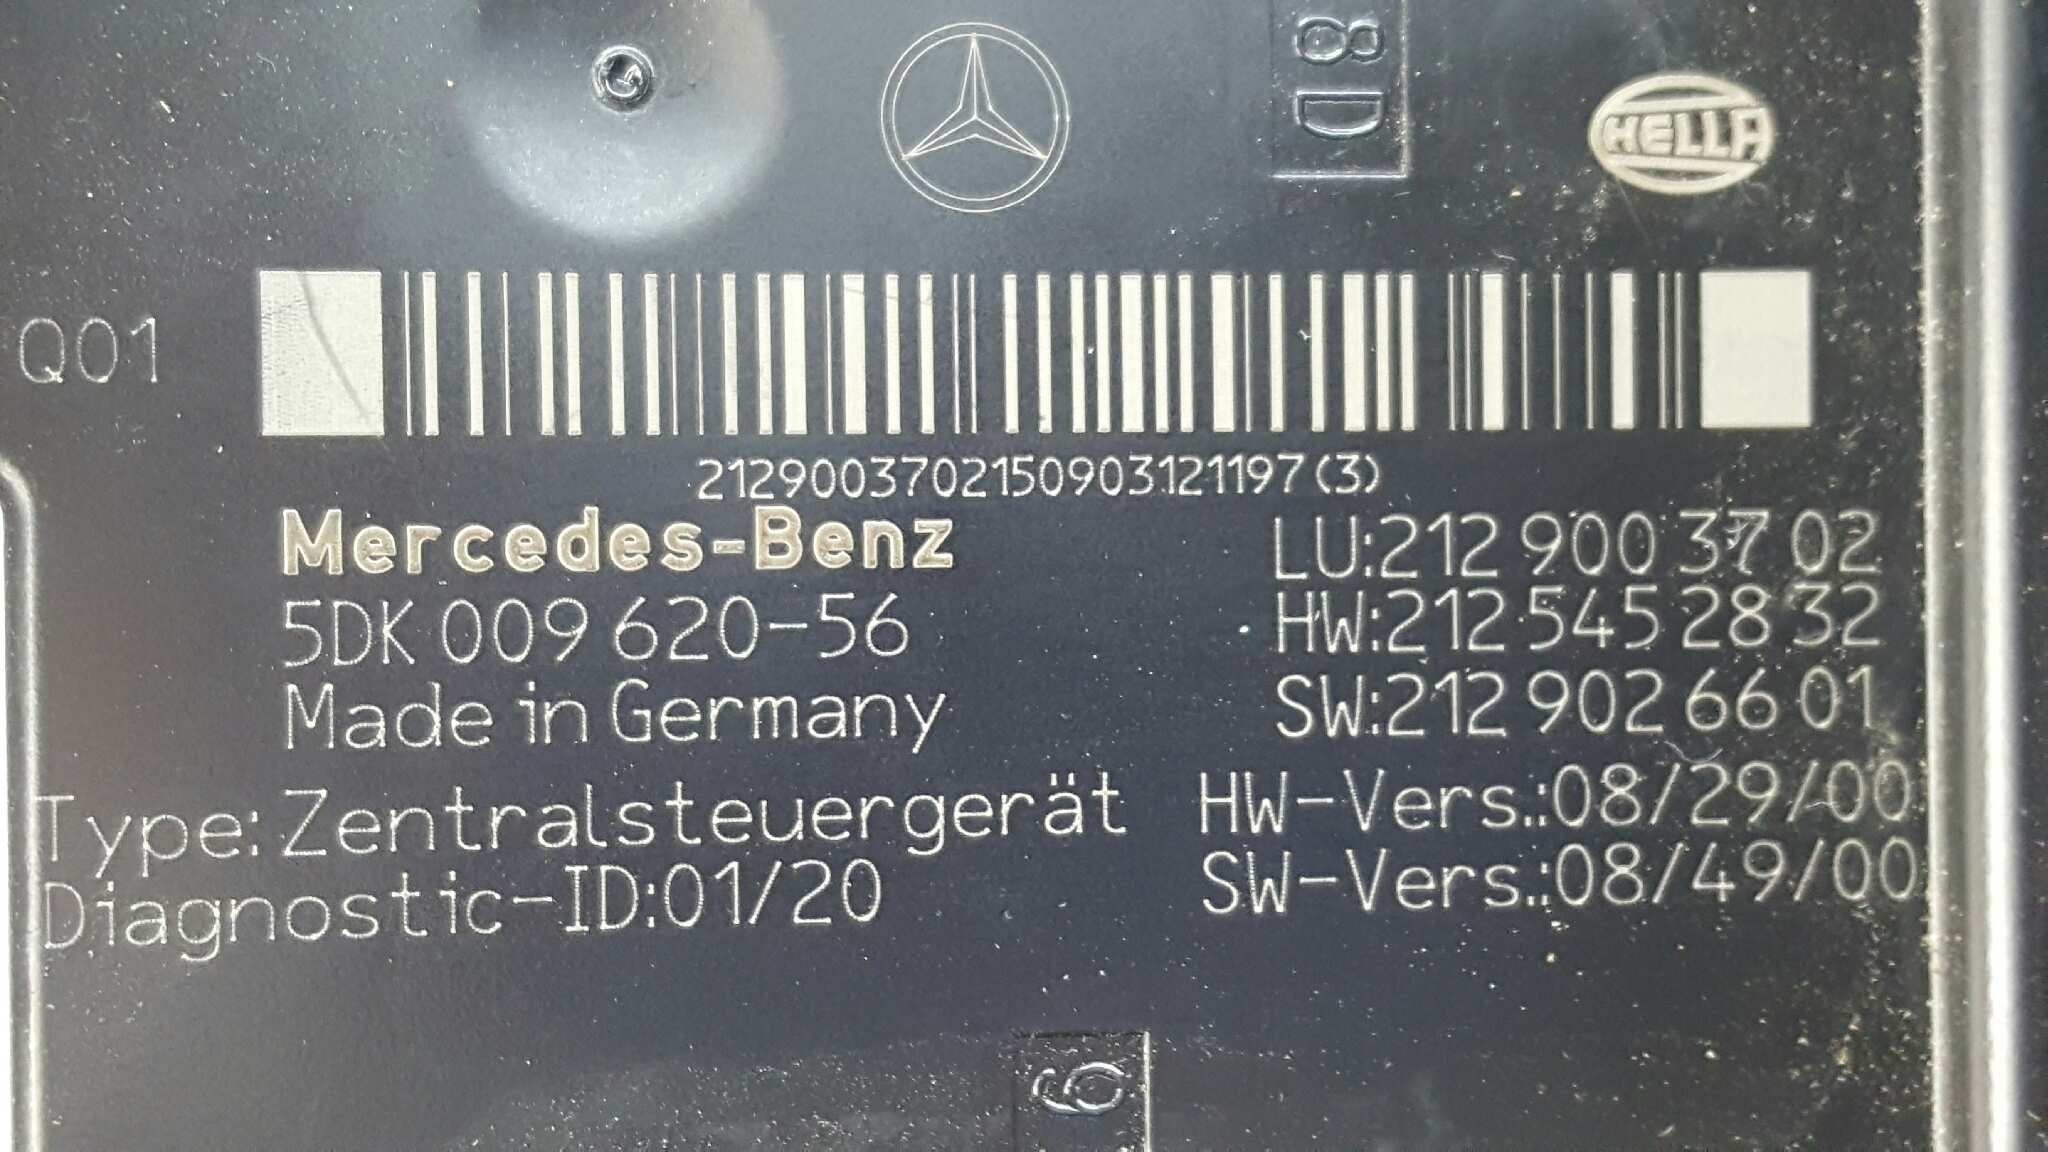 8D
HELLA
Q01
2129003702150903121197(3)
Mercedes-Benz
5DK 009 620-56
Made in Germany
LU:212 900 37 02
HW:212 545 28 32
SW:212 902 66 01
Type: Zentralsteuergerät
Diagnostic-ID:01/20
HW-Vers.:08/29/00
SW-Vers.:08/49/00